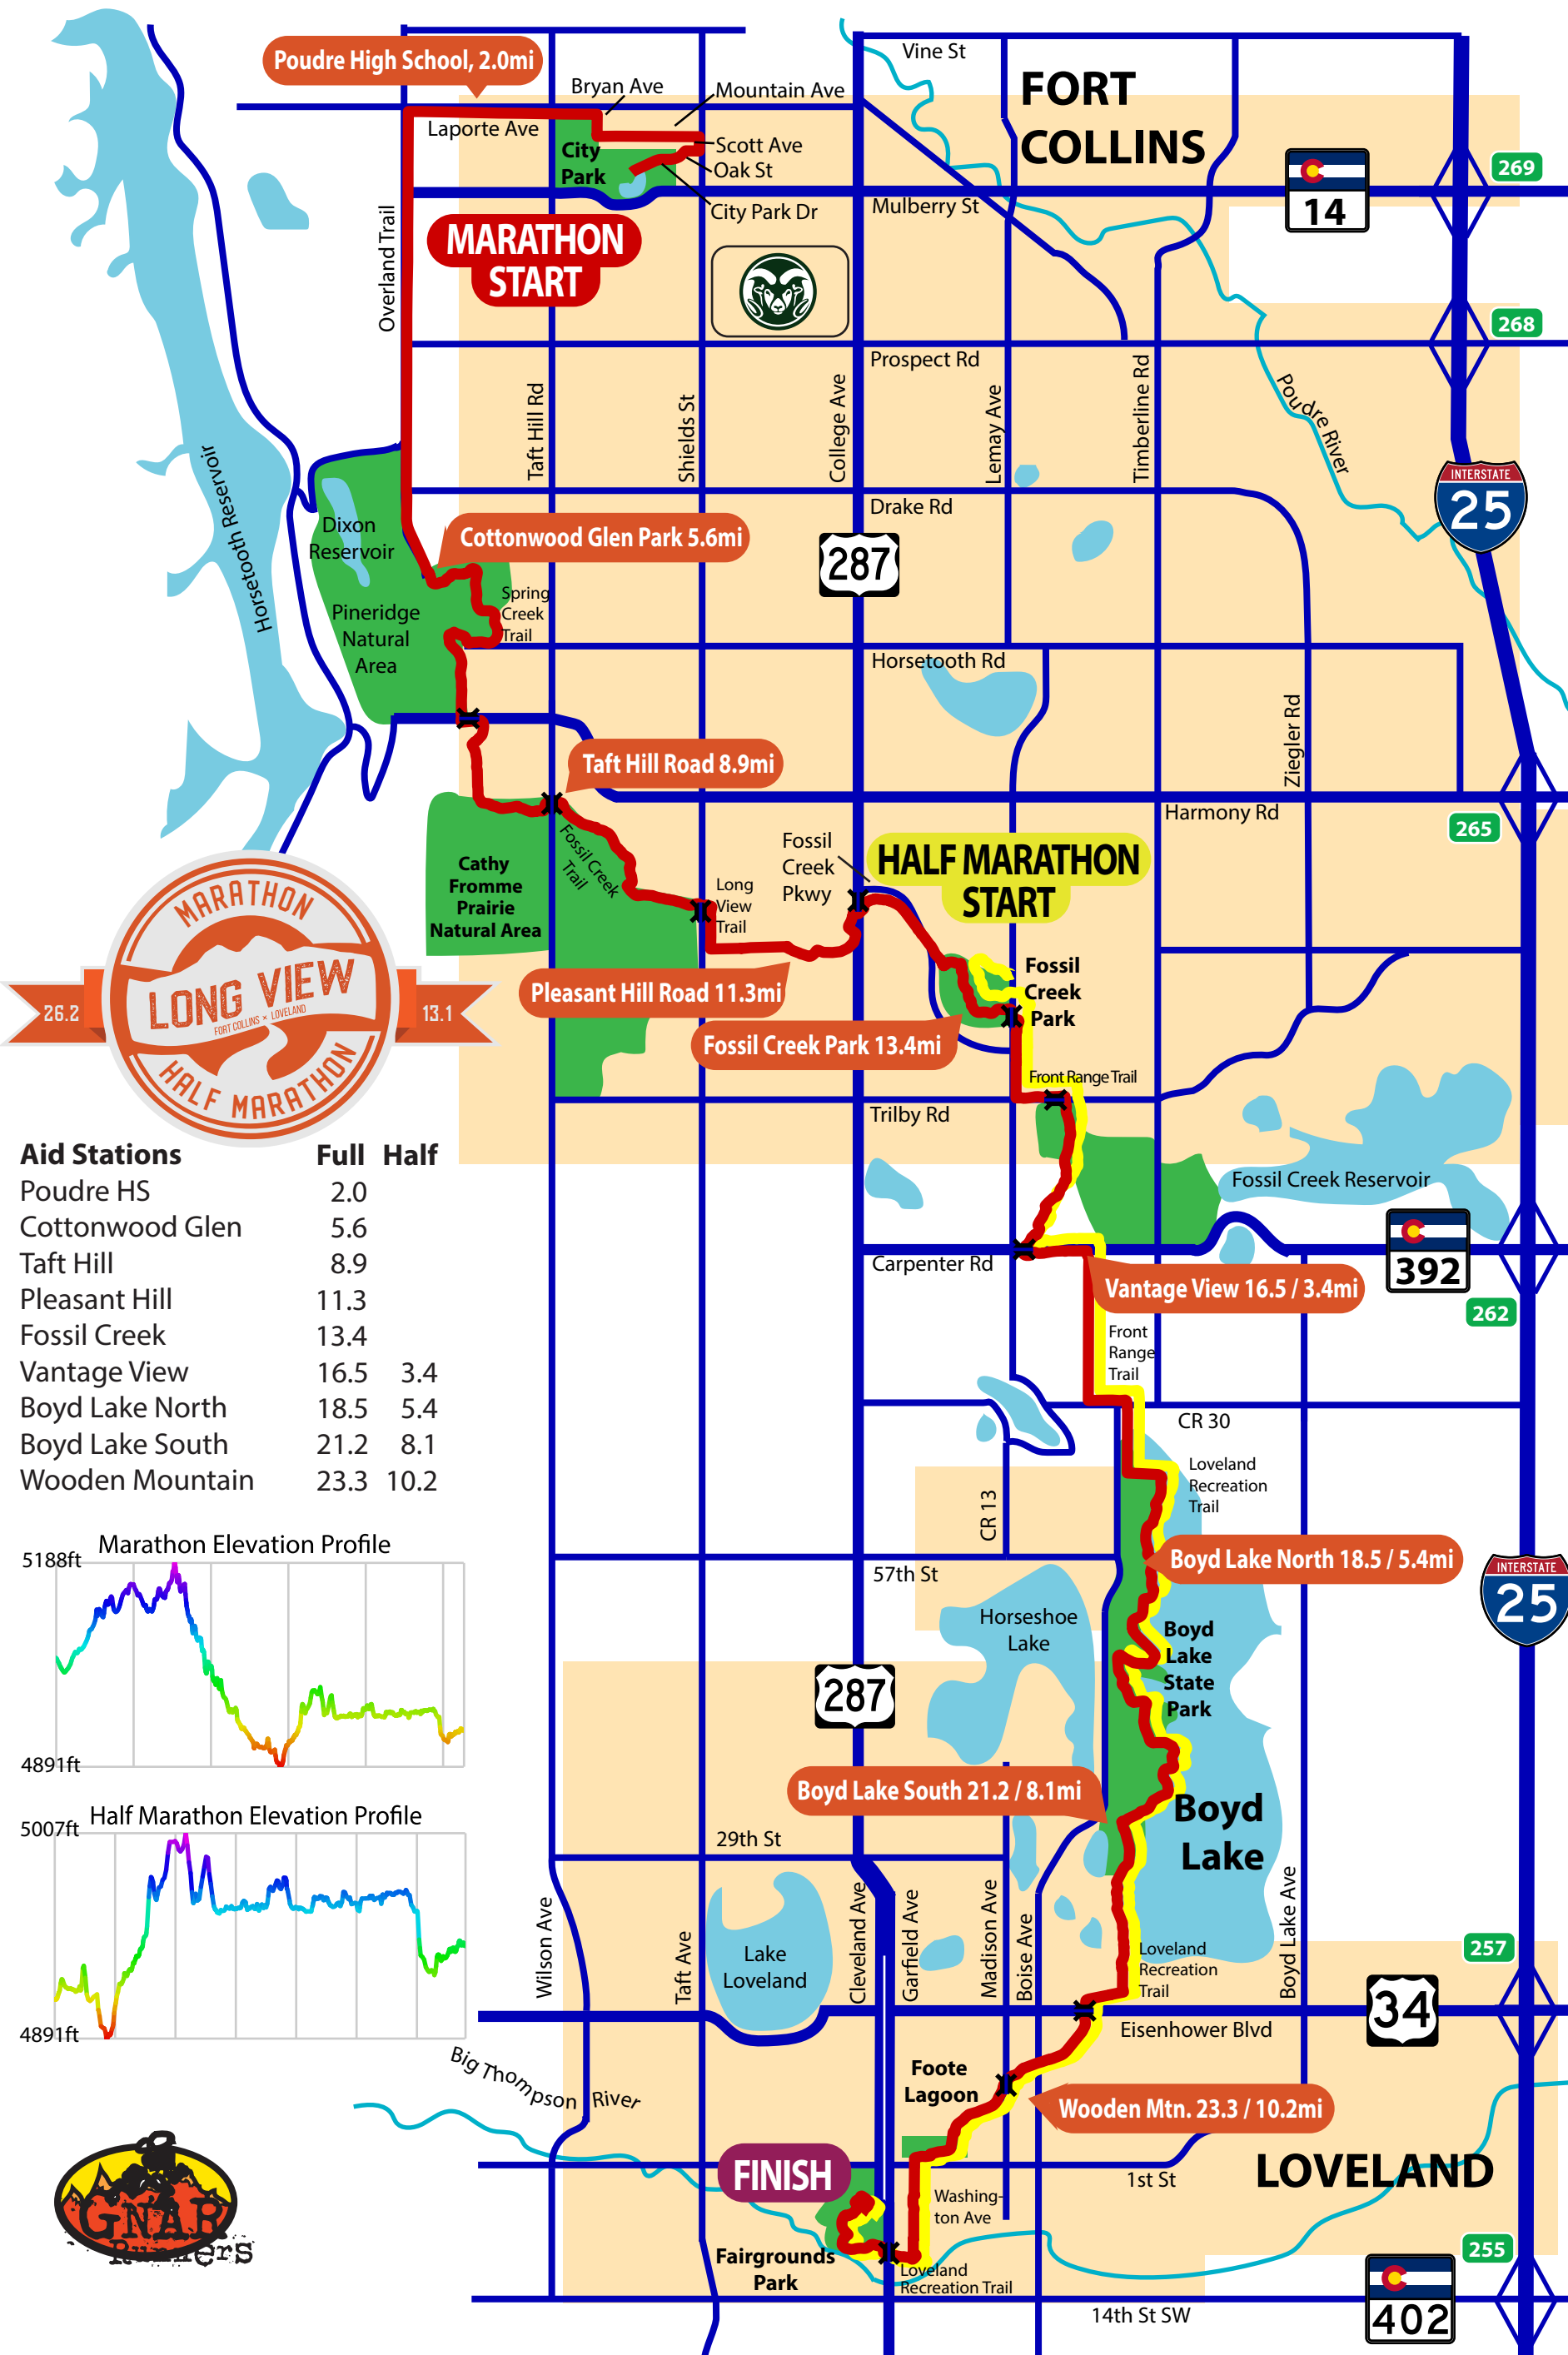 Poudre High School, 2.0mi
Vine St
FORT
COLLINS
Bryan Ave
Mountain Ave
Laporte Ave
City
Park
Scott Ave
Oak St
City Park Dr
Mulberry St
269
14
MARATHON
START
Overland Trail
268
Prospect Rd
Taft Hill Rd
Shields St
College Ave
Lemay Ave
Timberline Rd
Poudre River
INTERSTATE
25
Horsetooth Reservoir
Dixon
Reservoir
Drake Rd
Cottonwood Glen Park 5.6mi
287
Spring
Creek
Trail
Pineridge
Natural
Area
Horsetooth Rd
Ziegler Rd
Taft Hill Road 8.9mi
Harmony Rd
265
Fossil
Creek
Pkwy
HALF MARATHON
START
Cathy
Fromme
Prairie
Natural Area
Fossil Creek
Trail
Long
View
Trail
MARATHON
LONG VIEW
FORT COLLINS × LOVELAND
HALF MARATHON
26.2
13.1
Pleasant Hill Road 11.3mi
Fossil
Creek
Park
Fossil Creek Park 13.4mi
Front Range Trail
Trilby Rd
Fossil Creek Reservoir
Aid Stations Full Half
Poudre HS 2.0
Cottonwood Glen 5.6
Taft Hill 8.9
Pleasant Hill 11.3
Fossil Creek 13.4
Vantage View 16.5 3.4
Boyd Lake North 18.5 5.4
Boyd Lake South 21.2 8.1
Wooden Mountain 23.3 10.2
Carpenter Rd
392
262
Vantage View 16.5 / 3.4mi
Front
Range
Trail
CR 30
CR 13
Loveland
Recreation
Trail
Boyd Lake North 18.5 / 5.4mi
57th St
INTERSTATE
25
Horseshoe
Lake
Boyd
Lake
State
Park
287
Marathon Elevation Profile
5188ft
4891ft
Half Marathon Elevation Profile
5007ft
4891ft
Boyd Lake South 21.2 / 8.1mi
Boyd
Lake
29th St
Wilson Ave
Taft Ave
Lake
Loveland
Cleveland Ave
Garfield Ave
Madison Ave
Boise Ave
Loveland
Recreation
Trail
Boyd Lake Ave
257
34
Eisenhower Blvd
Big Thompson River
Foote
Lagoon
Wooden Mtn. 23.3 / 10.2mi
FINISH
1st St
LOVELAND
Washing-
ton Ave
Fairgrounds
Park
Loveland
Recreation Trail
255
402
14th St SW
GNAR
Runners